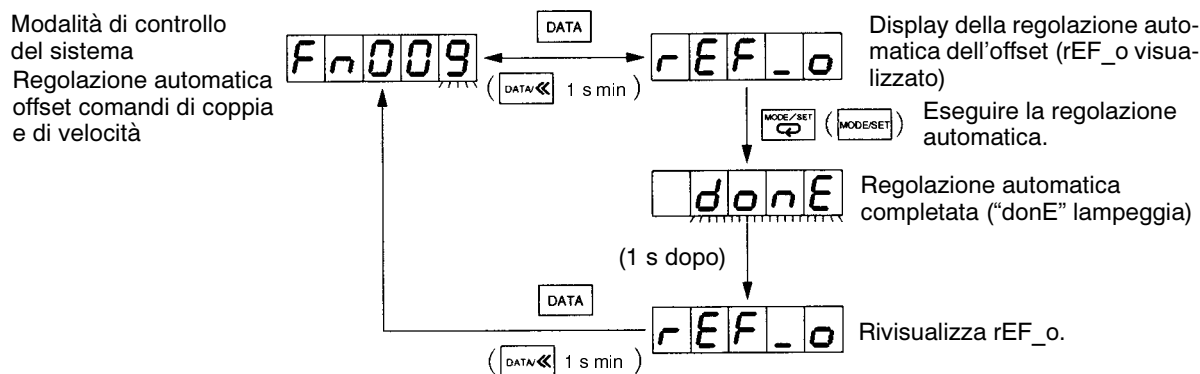 Modalità di controllo
del sistema
Regolazione automatica
offset comandi di coppia
e di velocità
Fn009
DATA
( DATA/≪ 1 s min )
rEF_o
Display della regolazione auto-
matica dell'offset (rEF_o visua-
lizzato)
MODE/SET ( MODE/SET )
Eseguire la regolazione
automatica.
donE
Regolazione automatica
completata (“donE” lampeggia)
(1 s dopo)
DATA
( DATA/≪ 1 s min )
rEF_o
Rivisualizza rEF_o.